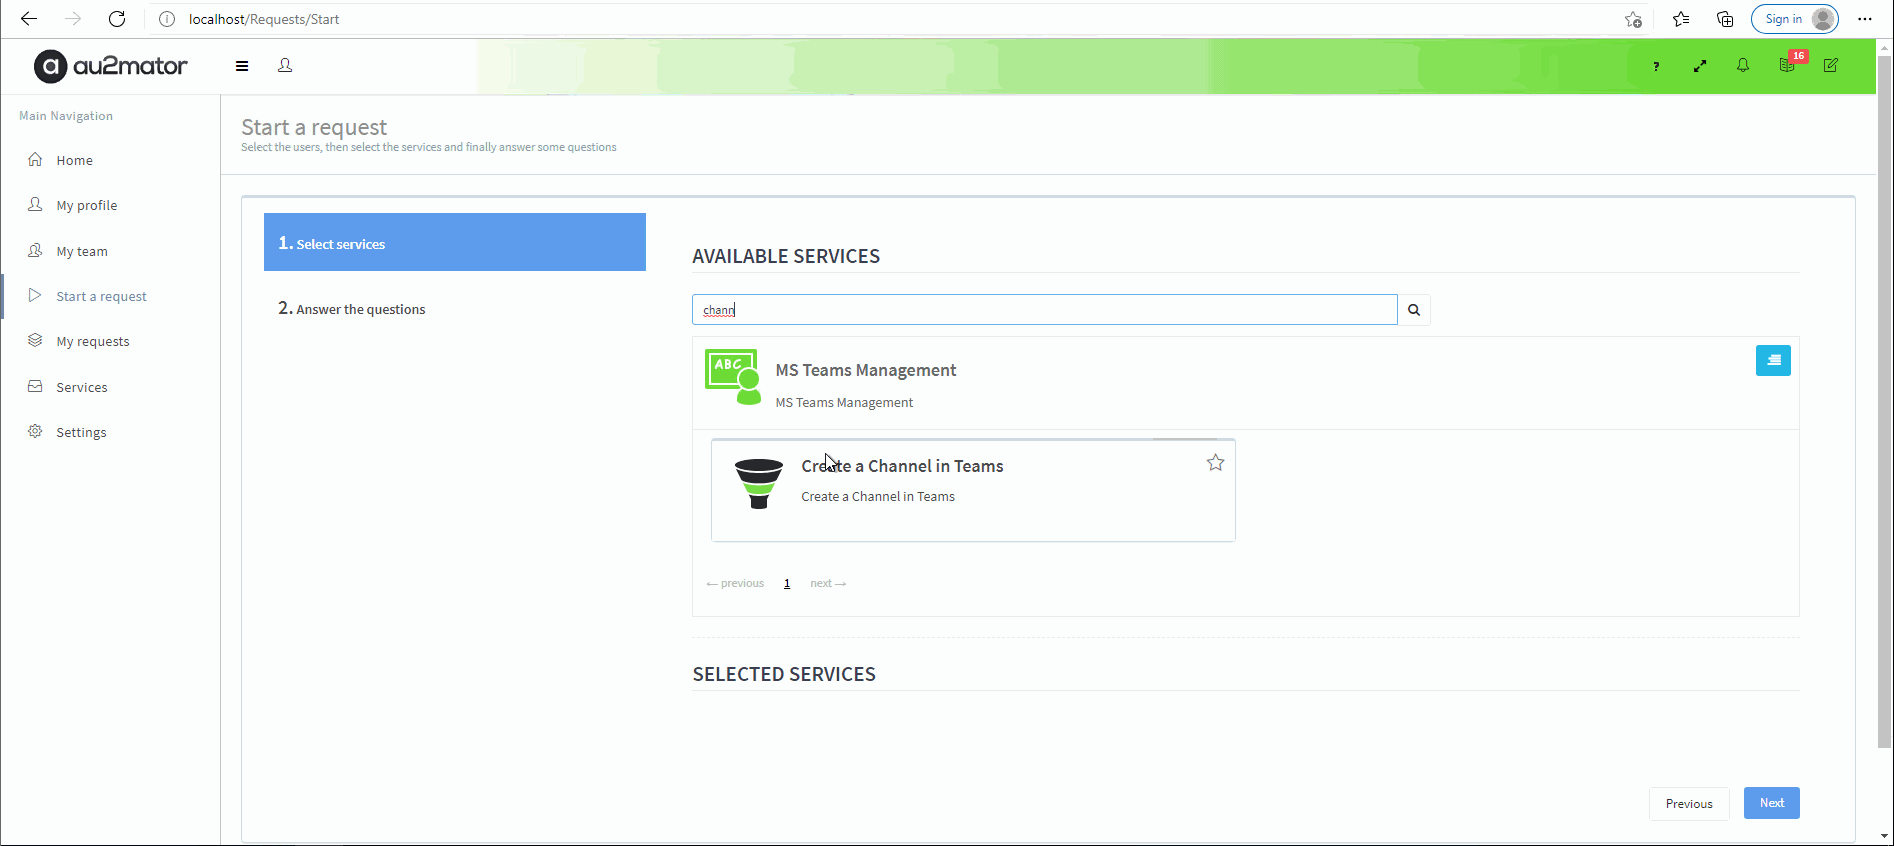 localhost/Requests/Start
Sign in
au2mator
?
16
Main Navigation
Home
My profile
My team
Start a request
My requests
Services
Settings
Start a request
Select the users, then select the services and finally answer some questions
1. Select services
2. Answer the questions
AVAILABLE SERVICES
chann
ABC
MS Teams Management
MS Teams Management
Create a Channel in Teams
Create a Channel in Teams
← previous 1 next →
SELECTED SERVICES
Previous Next